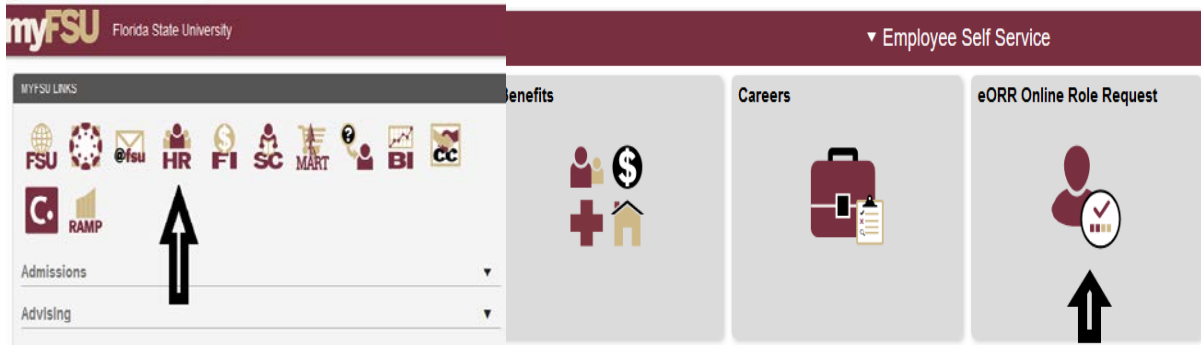 myFSU Florida State University
MYFSU LINKS
FSU @fsu HR FI SC MART ? BI CC
C. RAMP
Admissions
Advising
Employee Self Service
Benefits
Careers
eORR Online Role Request